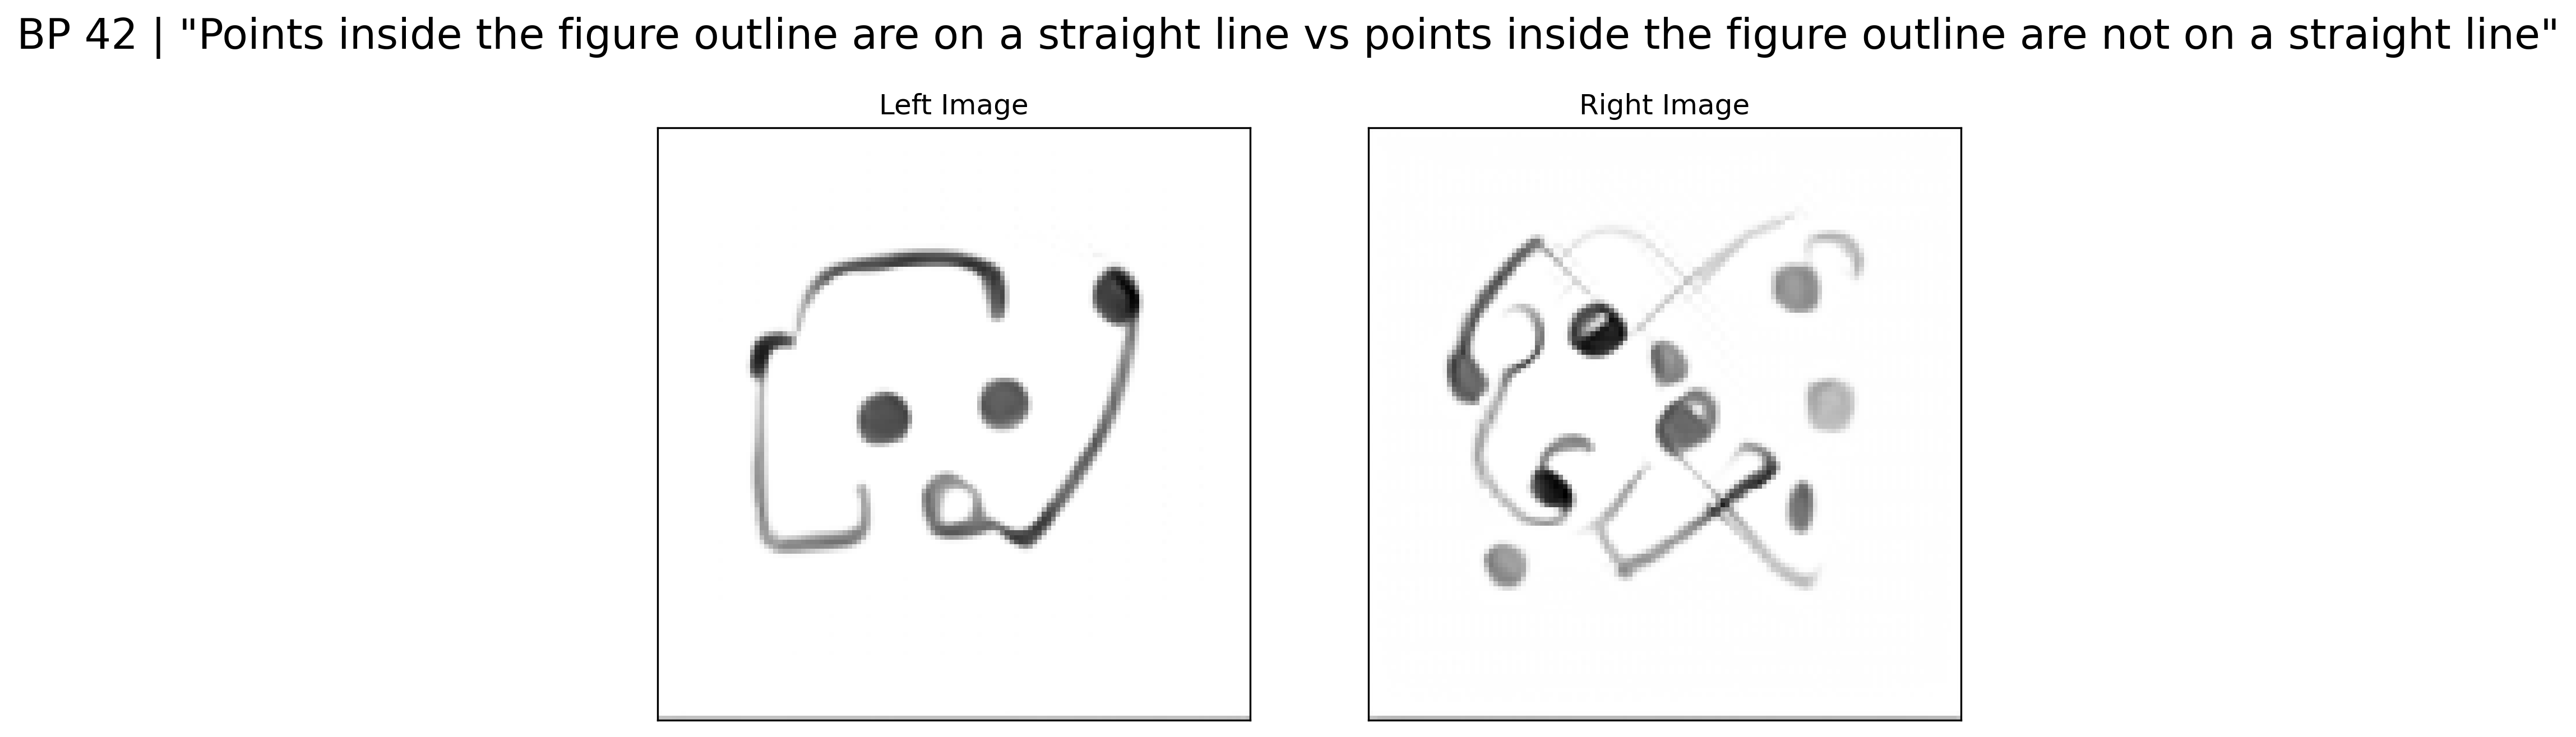 BP 42 | "Points inside the figure outline are on a straight line vs points inside the figure outline are not on a straight line"
Left Image
Right Image